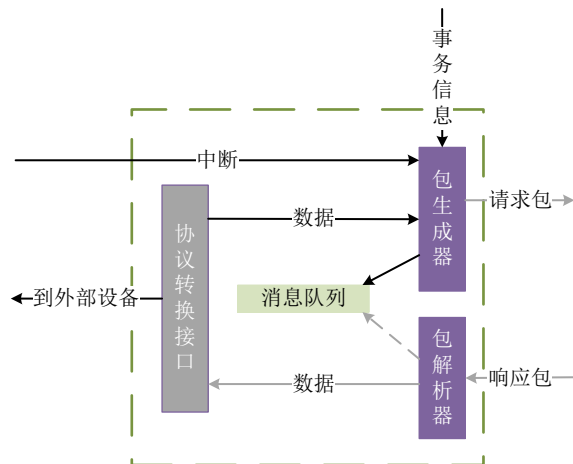 事务信息
中断
包生成器
请求包
数据
协议转换接口
消息队列
到外部设备
包解析器
响应包
数据